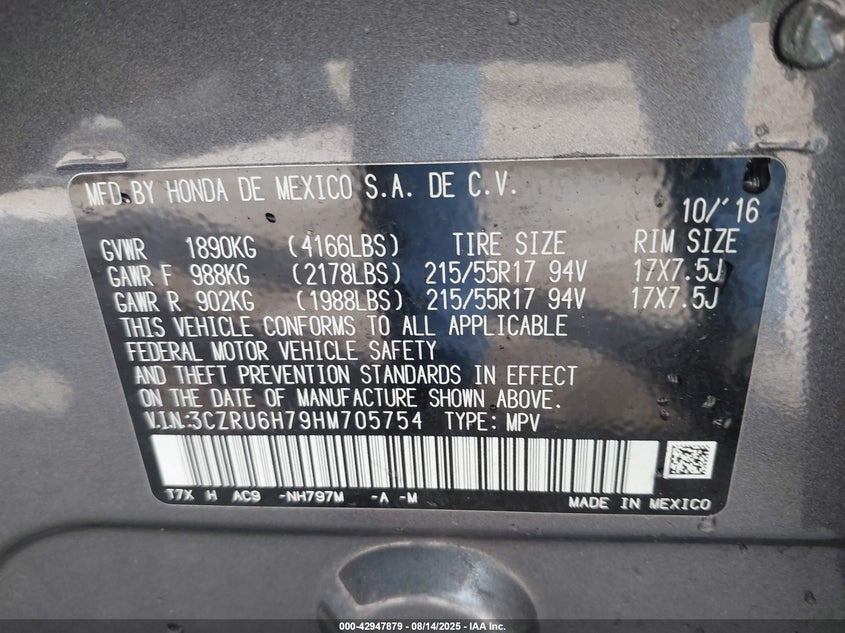 MFD.BY HONDA DE MEXICO S.A. DE C.V.
10/'16
GVWR 1890KG (4166LBS) TIRE SIZE RIM SIZE
GAWR F 988KG (2178LBS) 215/55R17 94V 17X7.5J
GAWR R 902KG (1988LBS) 215/55R17 94V 17X7.5J
THIS VEHICLE CONFORMS TO ALL APPLICABLE
FEDERAL MOTOR VEHICLE SAFETY
AND THEFT PREVENTION STANDARDS IN EFFECT
ON THE DATE OF MANUFACTURE SHOWN ABOVE.
V.I.N:3CZRU6H79HM705754 TYPE: MPV
T7X H AC9 -NH797M -A -M
MADE IN MEXICO
000-42947879 - 08/14/2025 - IAA Inc.